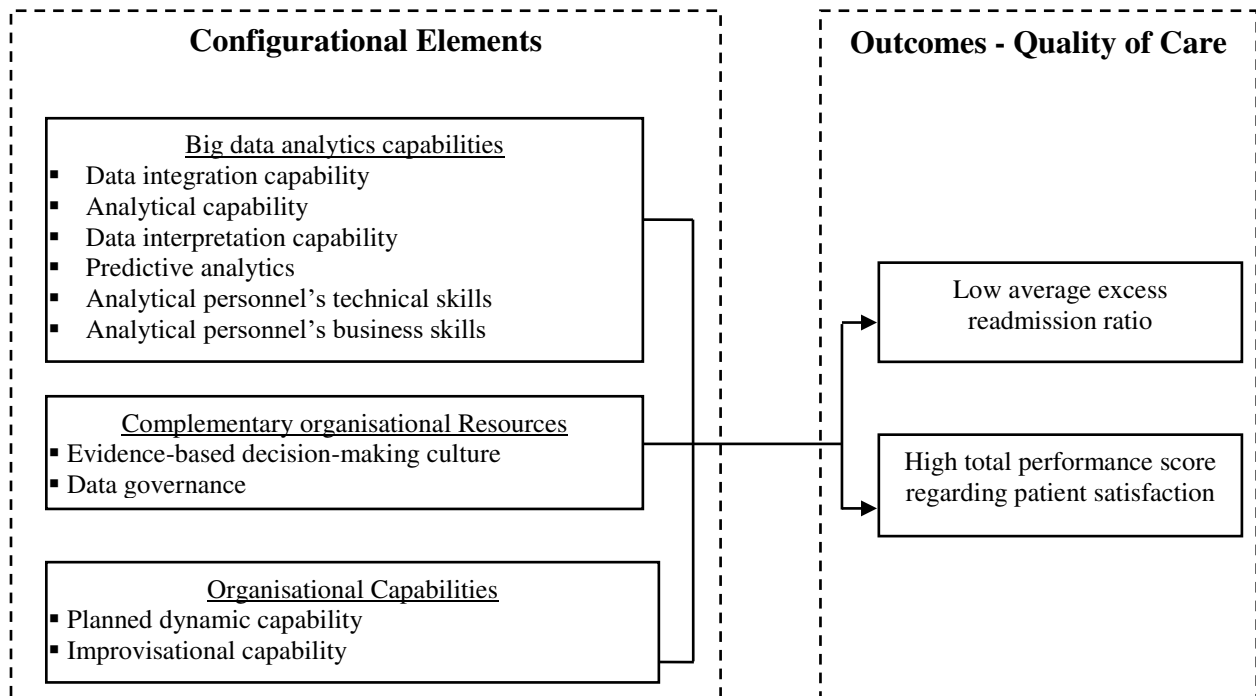 Configurational Elements
Big data analytics capabilities
▪ Data integration capability
▪ Analytical capability
▪ Data interpretation capability
▪ Predictive analytics
▪ Analytical personnel’s technical skills
▪ Analytical personnel’s business skills
Complementary organisational Resources
▪ Evidence-based decision-making culture
▪ Data governance
Organisational Capabilities
▪ Planned dynamic capability
▪ Improvisational capability
Outcomes - Quality of Care
Low average excess
readmission ratio
High total performance score
regarding patient satisfaction